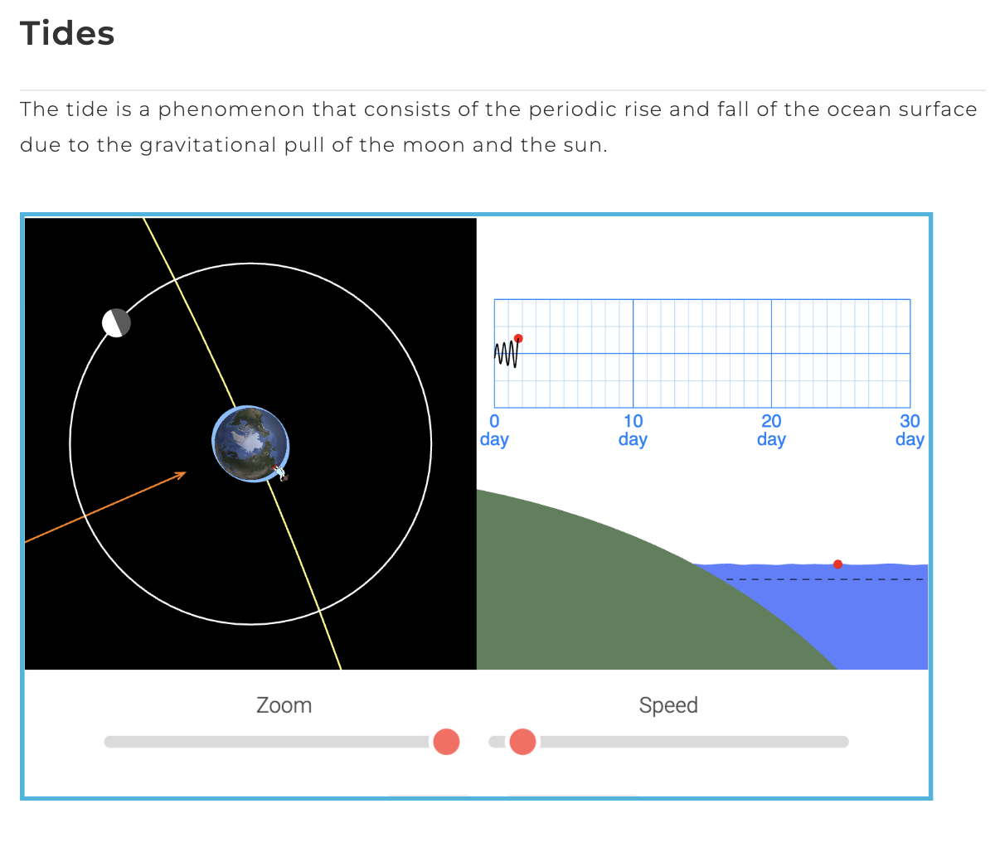 Tides
The tide is a phenomenon that consists of the periodic rise and fall of the ocean surface
due to the gravitational pull of the moon and the sun.
0 10 20 30
day day day day
Zoom Speed